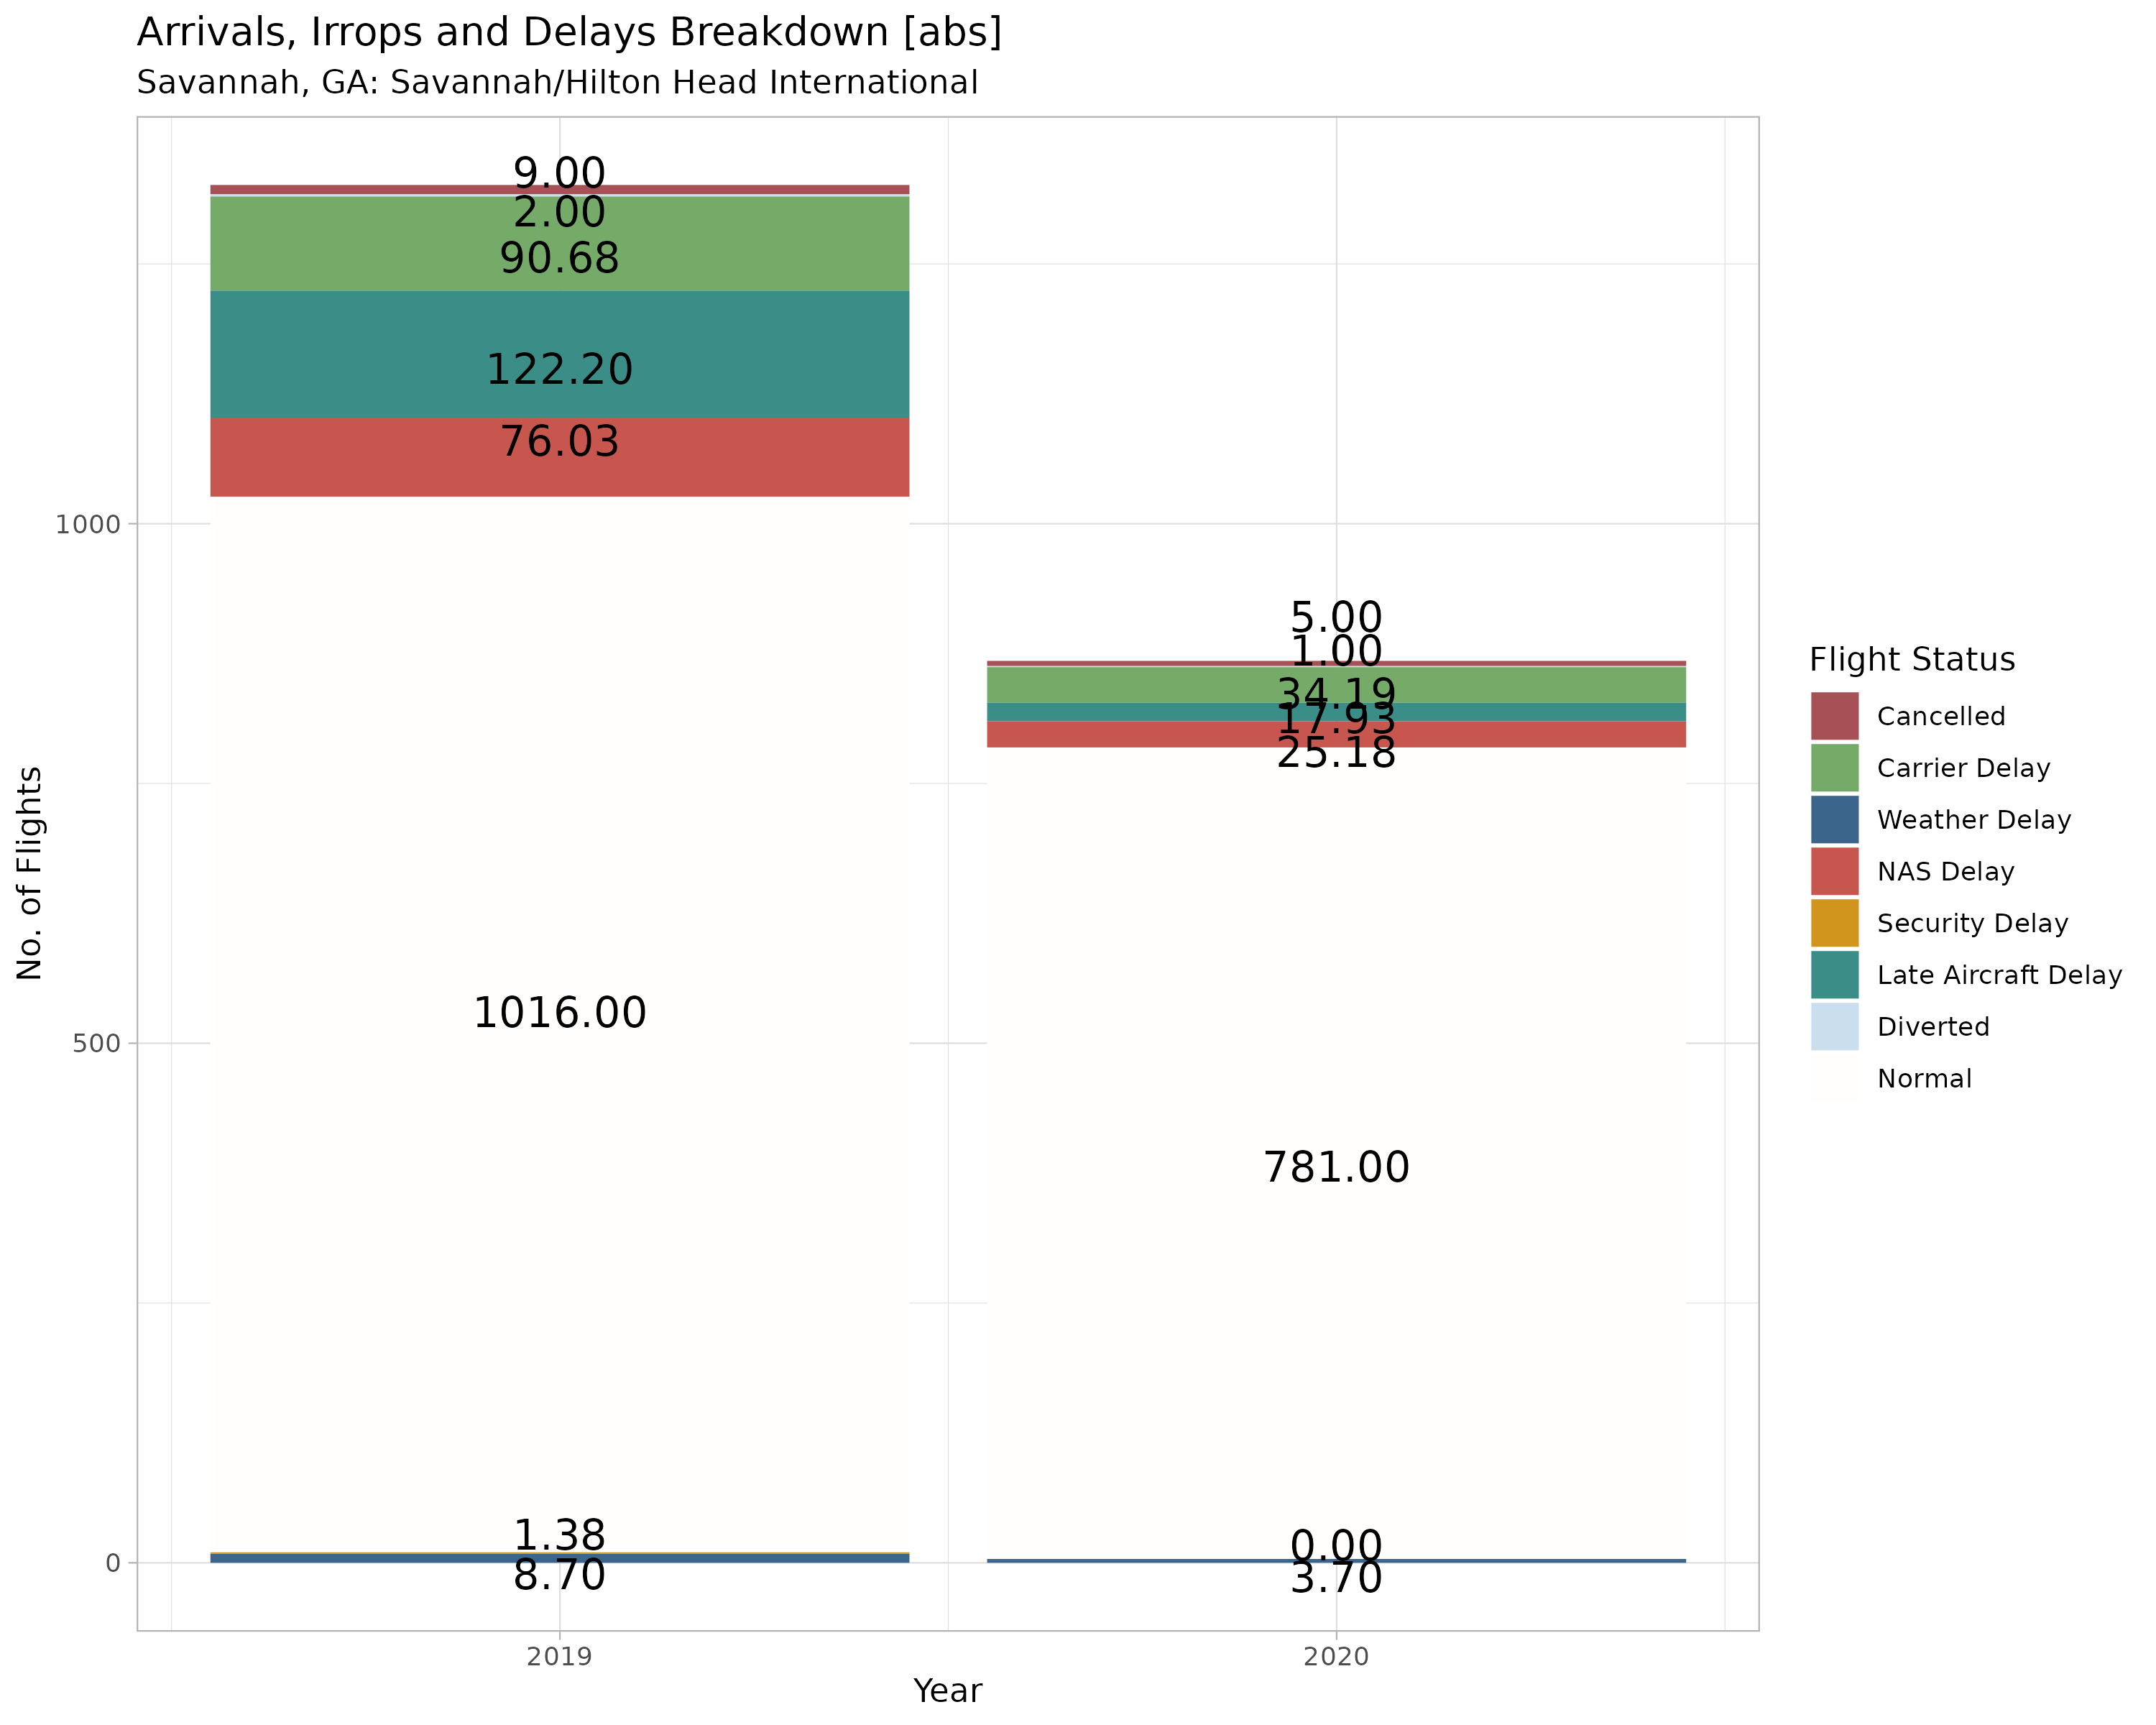 Arrivals, Irrops and Delays Breakdown [abs]
Savannah, GA: Savannah/Hilton Head International
No. of Flights
1000
500
0
9.00
2.00
90.68
122.20
76.03
1016.00
1.38
8.70
5.00
1.00
34.19
17.93
25.18
781.00
0.00
3.70
2019
2020
Year
Flight Status
Cancelled
Carrier Delay
Weather Delay
NAS Delay
Security Delay
Late Aircraft Delay
Diverted
Normal